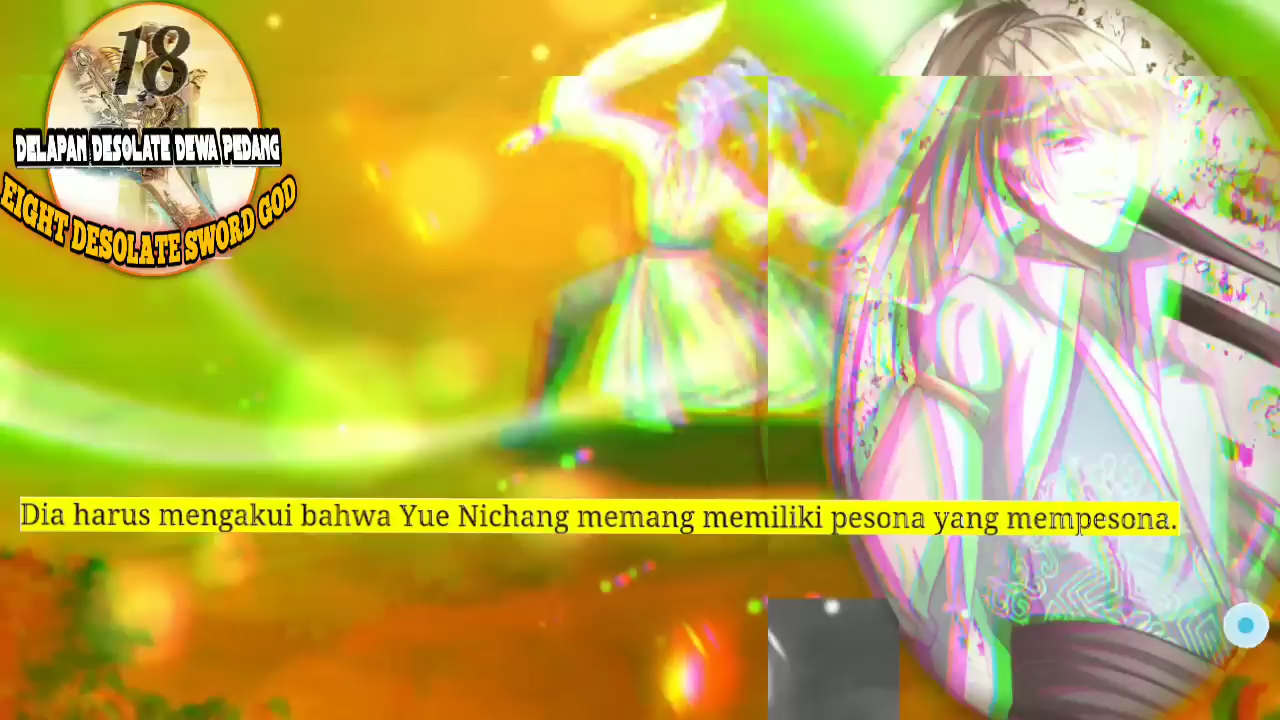 18
DELAPAN DESOLATE DEWA PEDANG
EIGHT DESOLATE SWORD GOD
Dia harus mengakui bahwa Yue Nichang memang memiliki pesona yang mempesona.